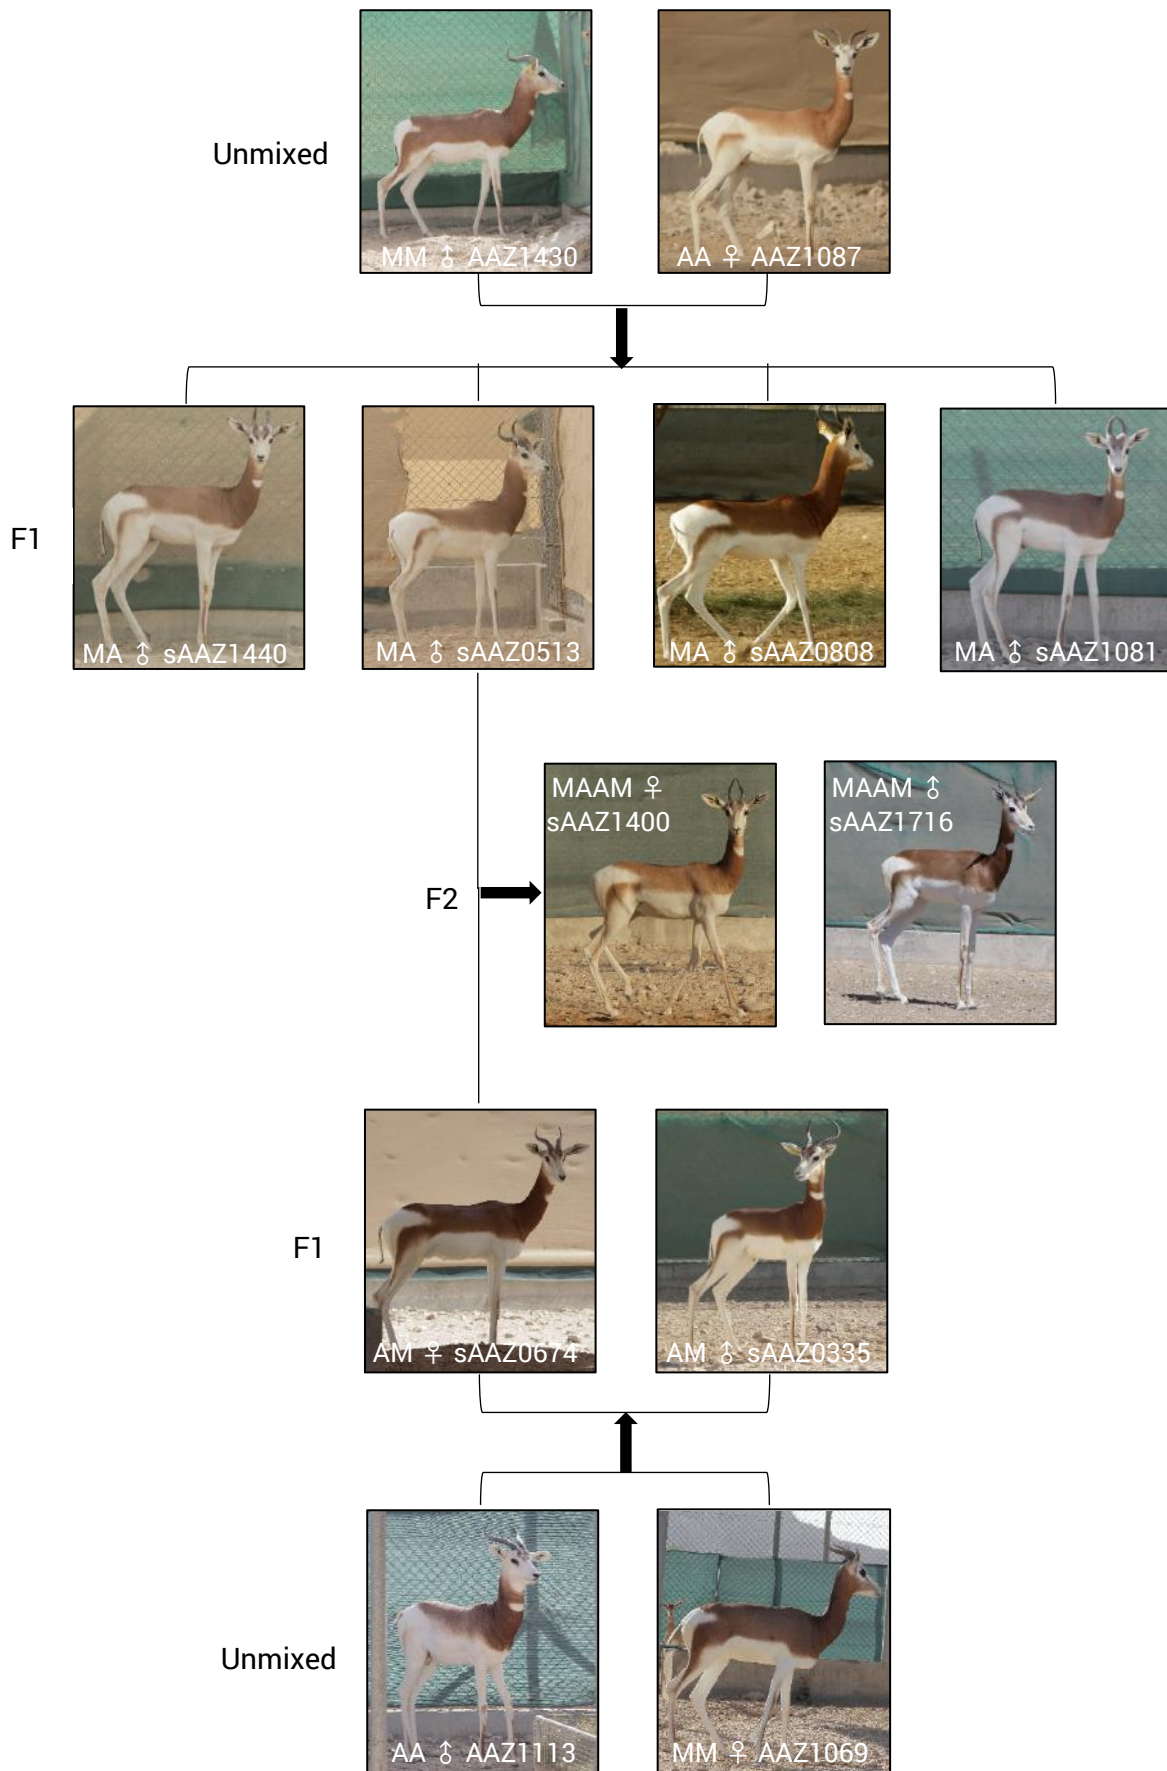 Unmixed
MM ♂ AAZ1430
AA ♀ AAZ1087
F1
MA ♂ sAAZ1440
MA ♂ sAAZ0513
MA ♂ sAAZ0808
MA ♂ sAAZ1081
MAAM ♀
sAAZ1400
MAAM ♂
sAAZ1716
F2
F1
AM ♀ sAAZ0674
AM ♂ sAAZ0335
Unmixed
AA ♂ AAZ1113
MM ♀ AAZ1069